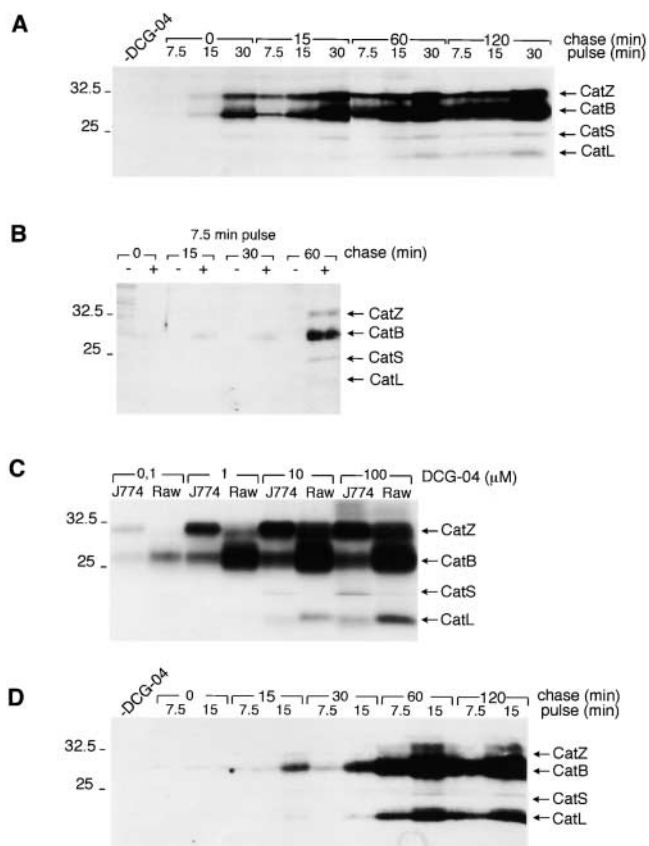 A
-DCG-04
0 15 60 120 chase (min)
7.5 15 30 7.5 15 30 7.5 15 30 7.5 15 30 pulse (min)
32.5
25
CatZ
CatB
CatS
CatL
B
7.5 min pulse
0 15 30 60 chase (min)
- + - + - + - +
32.5
25
CatZ
CatB
CatS
CatL
C
0,1 1 10 100 DCG-04 (μM)
J774 Raw J774 Raw J774 Raw J774 Raw
32.5
25
CatZ
CatB
CatS
CatL
D
-DCG-04
0 15 30 60 120 chase (min)
7.5 15 7.5 15 7.5 15 7.5 15 7.5 15 pulse (min)
32.5
25
CatZ
CatB
CatS
CatL